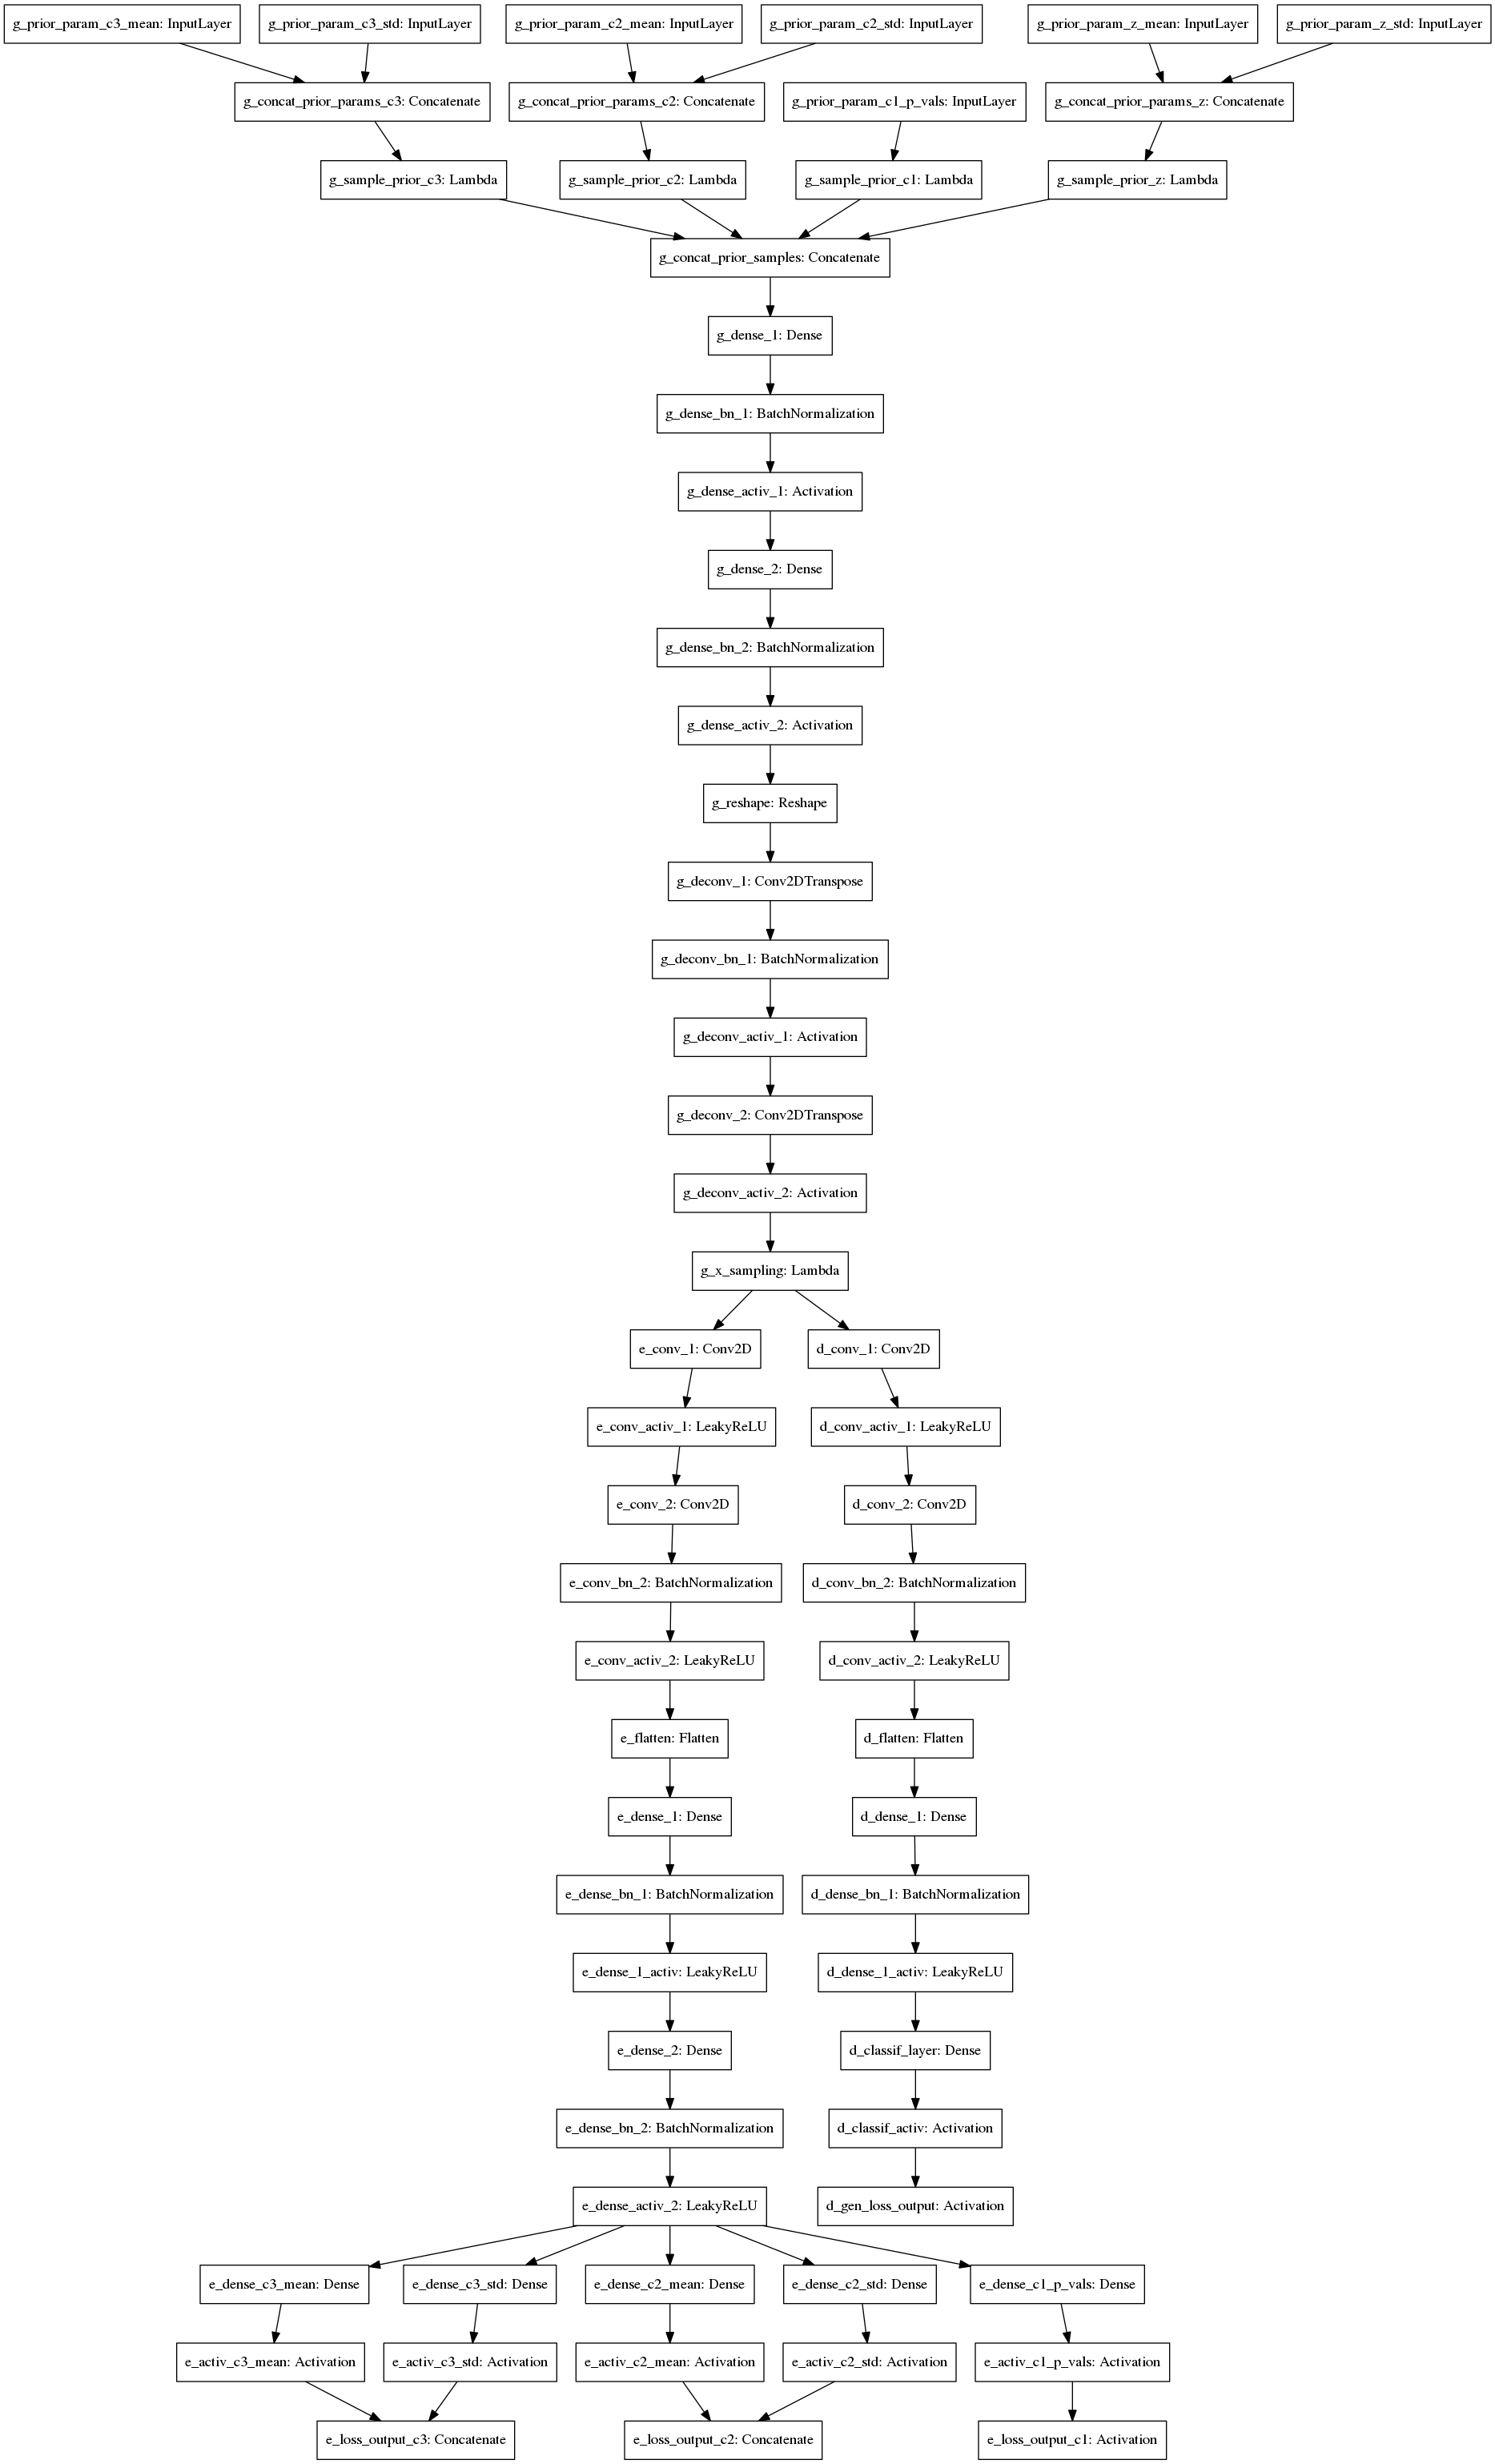 g_prior_param_c3_mean: InputLayer
g_prior_param_c3_std: InputLayer
g_prior_param_c2_mean: InputLayer
g_prior_param_c2_std: InputLayer
g_prior_param_z_mean: InputLayer
g_prior_param_z_std: InputLayer
g_concat_prior_params_c3: Concatenate
g_concat_prior_params_c2: Concatenate
g_prior_param_c1_p_vals: InputLayer
g_concat_prior_params_z: Concatenate
g_sample_prior_c3: Lambda
g_sample_prior_c2: Lambda
g_sample_prior_c1: Lambda
g_sample_prior_z: Lambda
g_concat_prior_samples: Concatenate
g_dense_1: Dense
g_dense_bn_1: BatchNormalization
g_dense_activ_1: Activation
g_dense_2: Dense
g_dense_bn_2: BatchNormalization
g_dense_activ_2: Activation
g_reshape: Reshape
g_deconv_1: Conv2DTranspose
g_deconv_bn_1: BatchNormalization
g_deconv_activ_1: Activation
g_deconv_2: Conv2DTranspose
g_deconv_activ_2: Activation
g_x_sampling: Lambda
e_conv_1: Conv2D
d_conv_1: Conv2D
e_conv_activ_1: LeakyReLU
d_conv_activ_1: LeakyReLU
e_conv_2: Conv2D
d_conv_2: Conv2D
e_conv_bn_2: BatchNormalization
d_conv_bn_2: BatchNormalization
e_conv_activ_2: LeakyReLU
d_conv_activ_2: LeakyReLU
e_flatten: Flatten
d_flatten: Flatten
e_dense_1: Dense
d_dense_1: Dense
e_dense_bn_1: BatchNormalization
d_dense_bn_1: BatchNormalization
e_dense_1_activ: LeakyReLU
d_dense_1_activ: LeakyReLU
e_dense_2: Dense
d_classif_layer: Dense
e_dense_bn_2: BatchNormalization
d_classif_activ: Activation
e_dense_activ_2: LeakyReLU
d_gen_loss_output: Activation
e_dense_c3_mean: Dense
e_dense_c3_std: Dense
e_dense_c2_mean: Dense
e_dense_c2_std: Dense
e_dense_c1_p_vals: Dense
e_activ_c3_mean: Activation
e_activ_c3_std: Activation
e_activ_c2_mean: Activation
e_activ_c2_std: Activation
e_activ_c1_p_vals: Activation
e_loss_output_c3: Concatenate
e_loss_output_c2: Concatenate
e_loss_output_c1: Activation